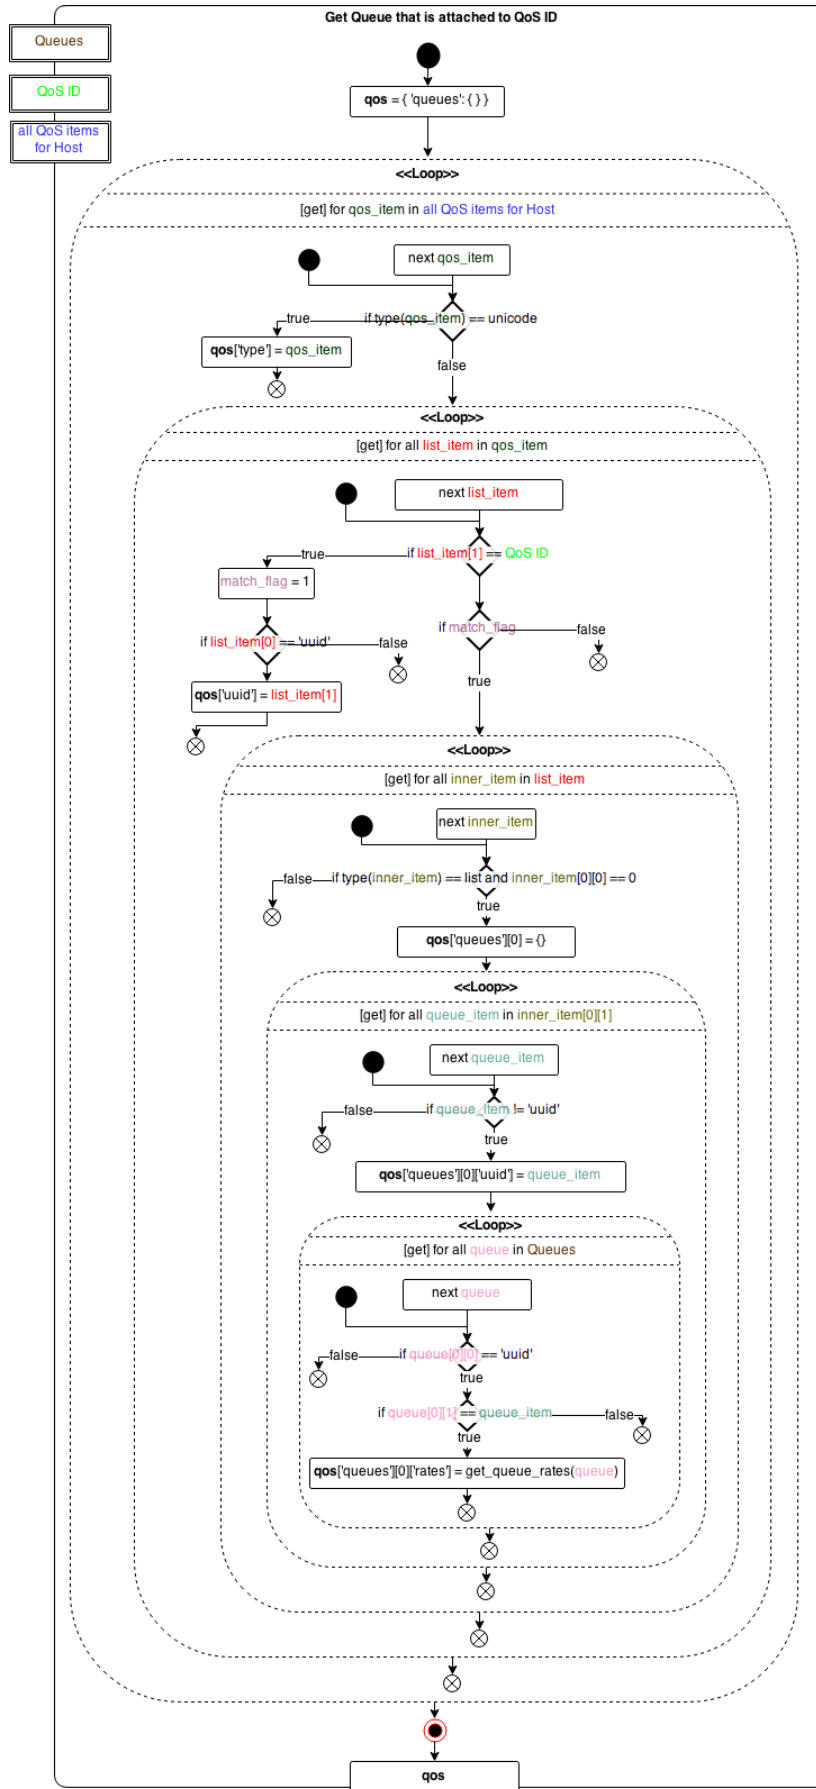 Get Queue that is attached to QoS ID
Queues
QoS ID
all QoS items
for Host
qos = { 'queues': { } }
<<Loop>>
[get] for qos_item in all QoS items for Host
next qos_item
true
if type(qos_item) == unicode
qos['type'] = qos_item
false
<<Loop>>
[get] for all list_item in qos_item
next list_item
true
if list_item[1] == QoS ID
match_flag = 1
if match_flag
false
if list_item[0] == 'uuid'
false
true
qos['uuid'] = list_item[1]
<<Loop>>
[get] for all inner_item in list_item
next inner_item
false
if type(inner_item) == list and inner_item[0][0] == 0
true
qos['queues'][0] = {}
<<Loop>>
[get] for all queue_item in inner_item[0][1]
next queue_item
false
if queue_item != 'uuid'
true
qos['queues'][0]['uuid'] = queue_item
<<Loop>>
[get] for all queue in Queues
next queue
false
if queue[0][0] == 'uuid'
true
if queue[0][1] == queue_item
false
true
qos['queues'][0]['rates'] = get_queue_rates(queue)
qos